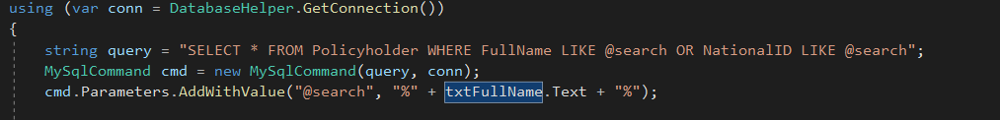 using (var conn = DatabaseHelper.GetConnection())
{
string query = "SELECT * FROM Policyholder WHERE FullName LIKE @search OR NationalID LIKE @search";
MySqlCommand cmd = new MySqlCommand(query, conn);
cmd.Parameters.AddWithValue("@search", "%" + txtFullName.Text + "%");